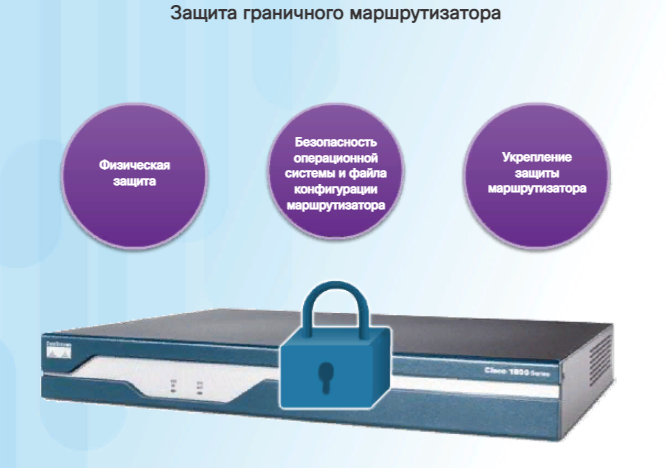 Защита граничного маршрутизатора
Физическая
защита
Безопасность
операционной
системы и файла
конфигурации
маршрутизатора
Укрепление
защиты
маршрутизатора
Cisco 1800 Series